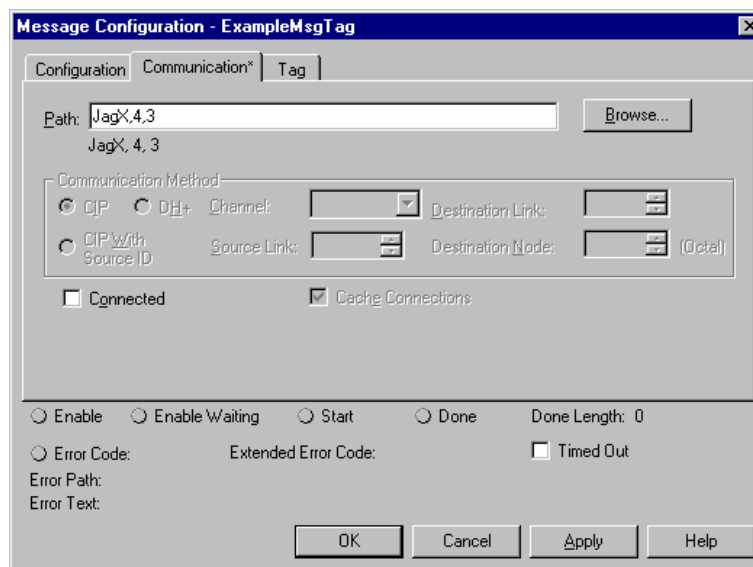 Message Configuration - ExampleMsgTag
Configuration Communication* Tag
Path: JagX,4,3 Browse...
JagX, 4, 3
Communication Method
CIP DH+ Channel: Destination Link:
CIP With Source ID Source Link: Destination Node: (Octal)
Connected Cache Connections
Enable Enable Waiting Start Done Done Length: 0
Error Code: Extended Error Code: Timed Out
Error Path:
Error Text:
OK Cancel Apply Help